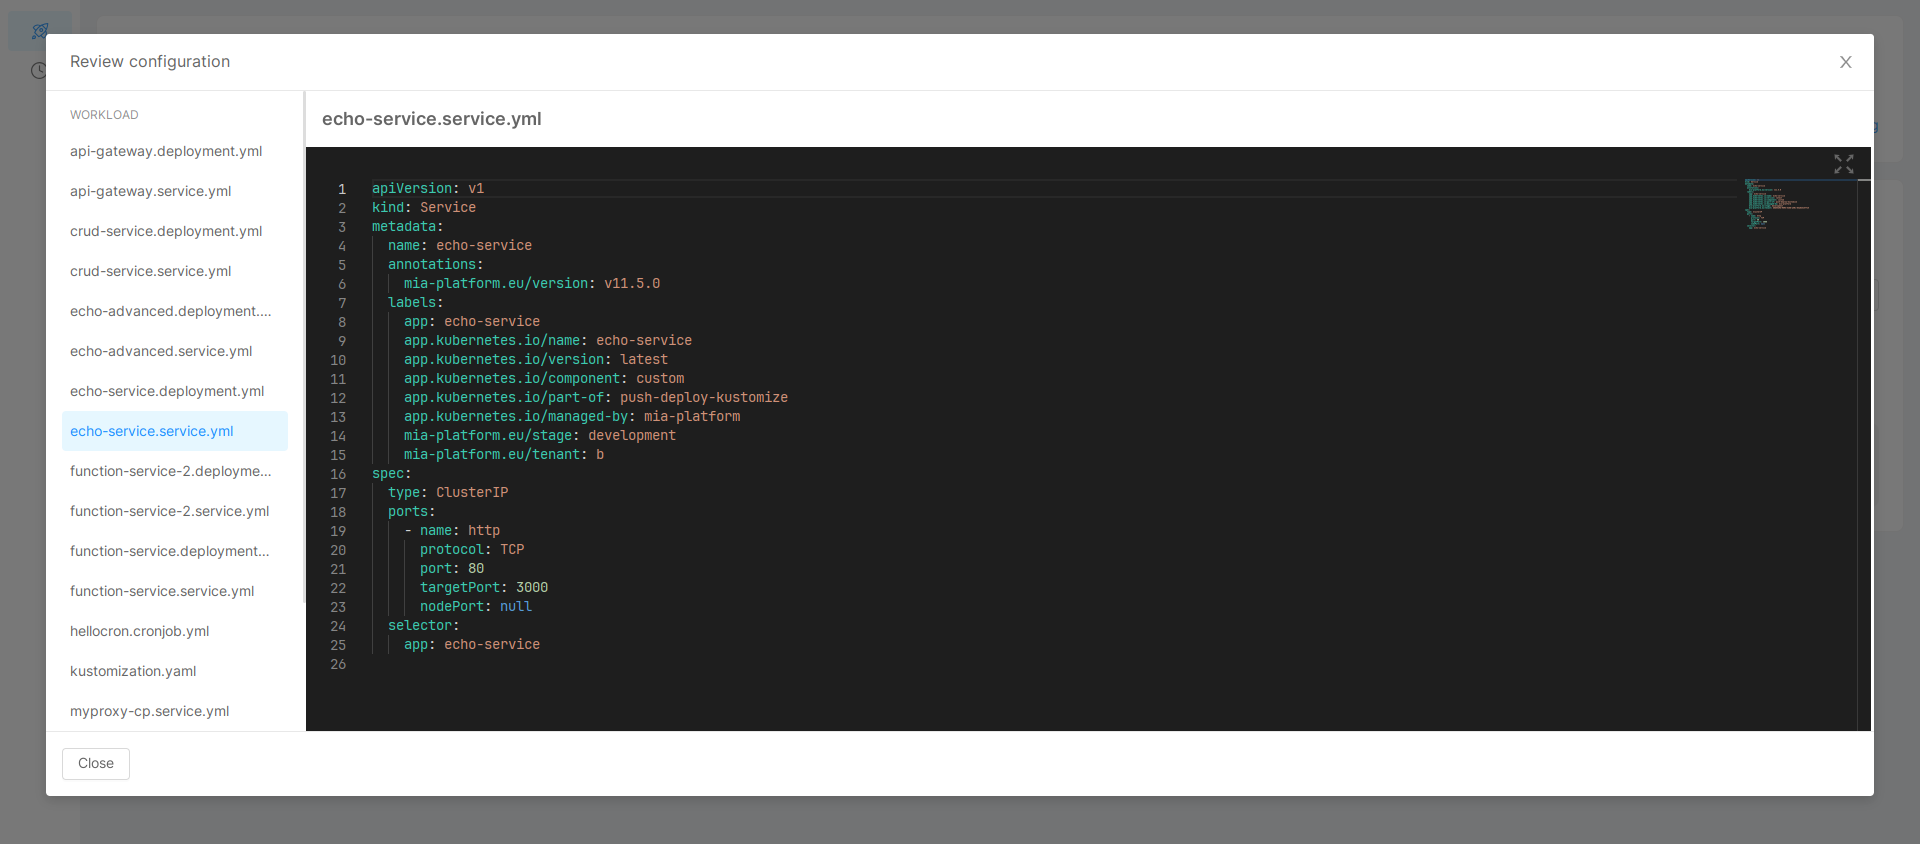 Review configuration
WORKLOAD
api-gateway.deployment.yml
api-gateway.service.yml
crud-service.deployment.yml
crud-service.service.yml
echo-advanced.deployment....
echo-advanced.service.yml
echo-service.deployment.yml
echo-service.service.yml
function-service-2.deployme...
function-service-2.service.yml
function-service.deployment...
function-service.service.yml
hellocron.cronjob.yml
kustomization.yaml
myproxy-cp.service.yml
echo-service.service.yml
1 apiVersion: v1
2 kind: Service
3 metadata:
4   name: echo-service
5   annotations:
6     mia-platform.eu/version: v11.5.0
7   labels:
8     app: echo-service
9     app.kubernetes.io/name: echo-service
10     app.kubernetes.io/version: latest
11     app.kubernetes.io/component: custom
12     app.kubernetes.io/part-of: push-deploy-kustomize
13     app.kubernetes.io/managed-by: mia-platform
14     mia-platform.eu/stage: development
15     mia-platform.eu/tenant: b
16 spec:
17   type: ClusterIP
18   ports:
19     - name: http
20       protocol: TCP
21       port: 80
22       targetPort: 3000
23       nodePort: null
24   selector:
25     app: echo-service
26
Close